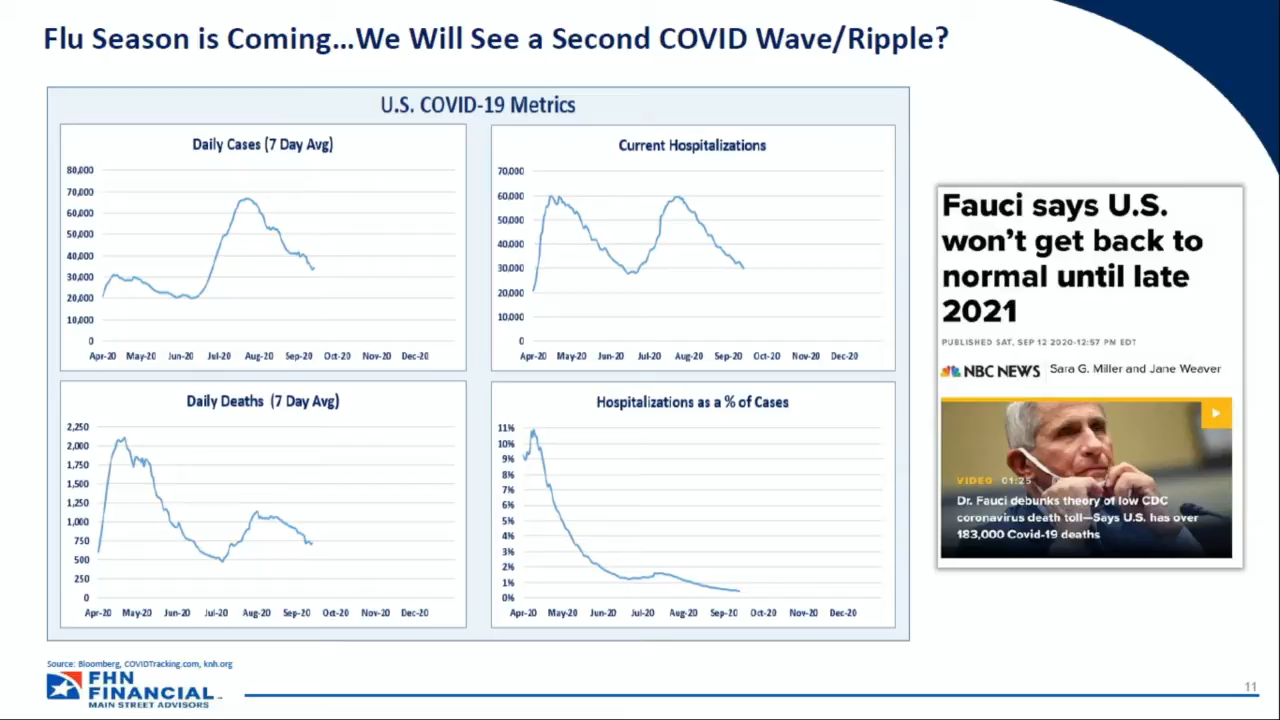 Flu Season is Coming...We Will See a Second COVID Wave/Ripple?
U.S. COVID-19 Metrics
Daily Cases (7 Day Avg)
80,000
70,000
60,000
50,000
40,000
30,000
20,000
10,000
0
Apr-20 May-20 Jun-20 Jul-20 Aug-20 Sep-20 Oct-20 Nov-20 Dec-20
Current Hospitalizations
70,000
60,000
50,000
40,000
30,000
20,000
10,000
0
Apr-20 May-20 Jun-20 Jul-20 Aug-20 Sep-20 Oct-20 Nov-20 Dec-20
Daily Deaths (7 Day Avg)
2,250
2,000
1,750
1,500
1,250
1,000
750
500
250
0
Apr-20 May-20 Jun-20 Jul-20 Aug-20 Sep-20 Oct-20 Nov-20 Dec-20
Hospitalizations as a % of Cases
11%
10%
9%
8%
7%
6%
5%
4%
3%
2%
1%
0%
Apr-20 May-20 Jun-20 Jul-20 Aug-20 Sep-20 Oct-20 Nov-20 Dec-20
Fauci says U.S.
won't get back to
normal until late
2021
PUBLISHED SAT, SEP 12 2020-12:57 PM EDT
NBC NEWS Sara G. Miller and Jane Weaver
VIDEO 01:25
Dr. Fauci debunks theory of low CDC
coronavirus death toll—Says U.S. has over
183,000 Covid-19 deaths
Source: Bloomberg, COVIDTracking.com, knh.org
FHN
FINANCIAL
MAIN STREET ADVISORS
11